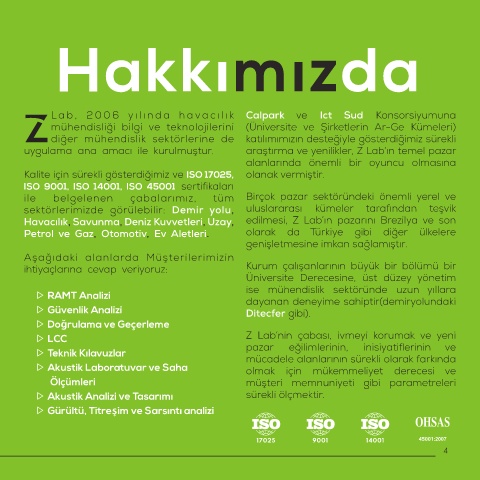 Hakkımızda
Z Lab, 2006 yılında havacılık
mühendisliği bilgi ve teknolojilerini
diğer mühendislik sektörlerine de
uygulama ana amacı ile kurulmuştur.
Kalite için sürekli gösterdiğimiz ve ISO 17025,
ISO 9001, ISO 14001, ISO 45001 sertifikaları
ile belgelenen çabalarımız, tüm
sektörlerimizde görülebilir: Demir yolu,
Havacılık, Savunma, Deniz Kuvvetleri, Uzay,
Petrol ve Gaz, Otomotiv, Ev Aletleri.
Aşağıdaki alanlarda Müşterilerimizin
ihtiyaçlarına cevap veriyoruz:
▷ RAMT Analizi
▷ Güvenlik Analizi
▷ Doğrulama ve Geçerleme
▷ LCC
▷ Teknik Kılavuzlar
▷ Akustik Laboratuvar ve Saha
Ölçümleri
▷ Akustik Analizi ve Tasarımı
▷ Gürültü, Titreşim ve Sarsıntı analizi
Calpark ve Ict Sud Konsorsiyumuna
(Üniversite ve Şirketlerin Ar-Ge Kümeleri)
katılımımızın desteğiyle gösterdiğimiz sürekli
araştırma ve yenilikler, Z Lab'ın temel pazar
alanlarında önemli bir oyuncu olmasına
olanak vermiştir.
Birçok pazar sektöründeki önemli yerel ve
uluslararası kümeler tarafından teşvik
edilmesi, Z Lab'ın pazarını Brezilya ve son
olarak da Türkiye gibi diğer ülkelere
genişletmesine imkan sağlamıştır.
Kurum çalışanlarının büyük bir bölümü bir
Üniversite Derecesine, üst düzey yönetim
ise mühendislik sektöründe uzun yıllara
dayanan deneyime sahiptir(demiryolundaki
Ditecfer gibi).
Z Lab'nin çabası, ivmeyi korumak ve yeni
pazar eğilimlerinin, inisiyatiflerinin ve
mücadele alanlarının sürekli olarak farkında
olmak için mükemmeliyet derecesi ve
müşteri memnuniyeti gibi parametreleri
sürekli ölçmektir.
ISO ISO ISO OHSAS
17025 9001 14001 45001:2007
4